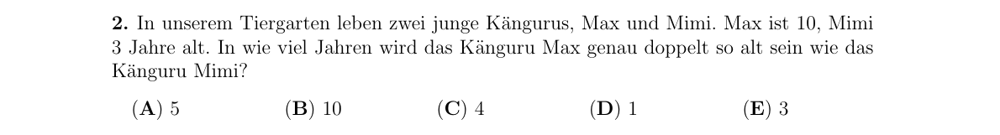 2. In unserem Tiergarten leben zwei junge Kängurus, Max und Mimi. Max ist 10, Mimi
3 Jahre alt. In wie viel Jahren wird das Känguru Max genau doppelt so alt sein wie das
Känguru Mimi?
(A) 5 (B) 10 (C) 4 (D) 1 (E) 3